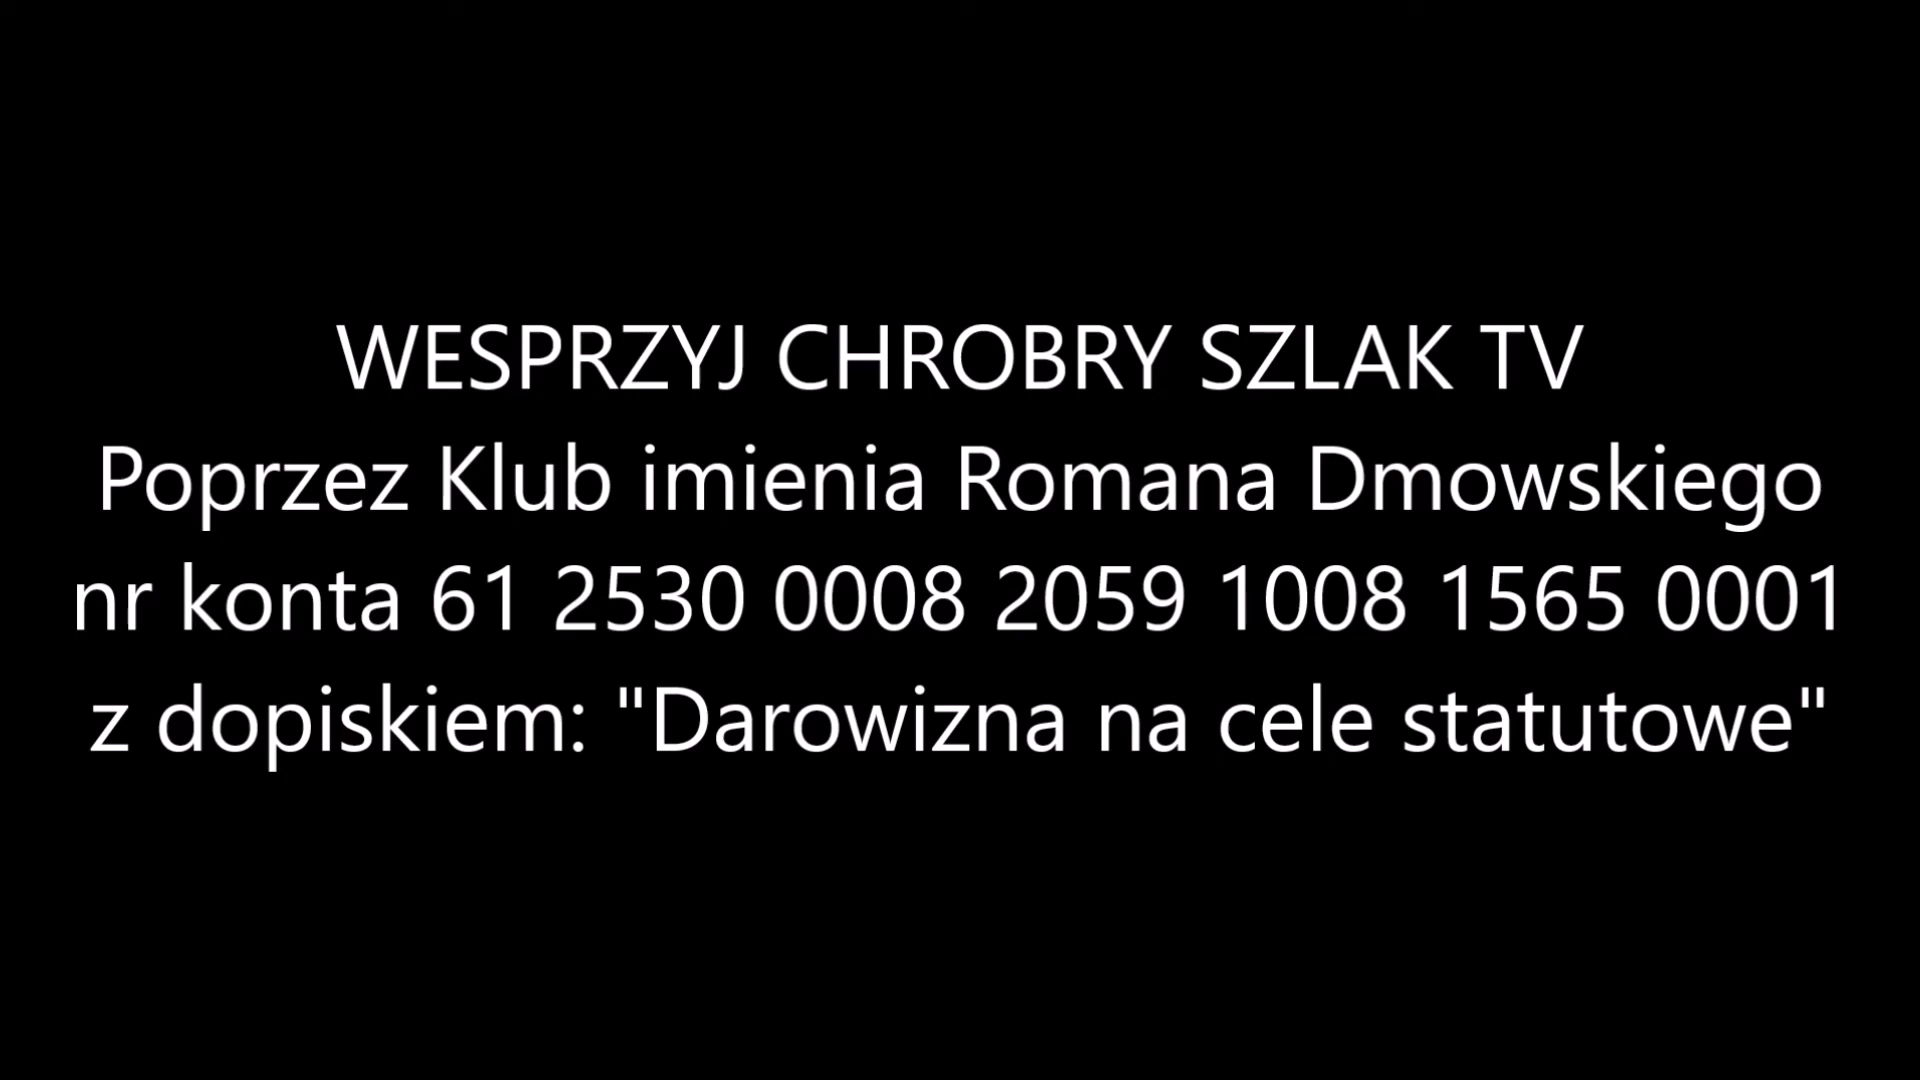 WESPRZYJ CHROBRY SZLAK TV
Poprzez Klub imienia Romana Dmowskiego
nr konta 61 2530 0008 2059 1008 1565 0001
z dopiskiem: "Darowizna na cele statutowe"